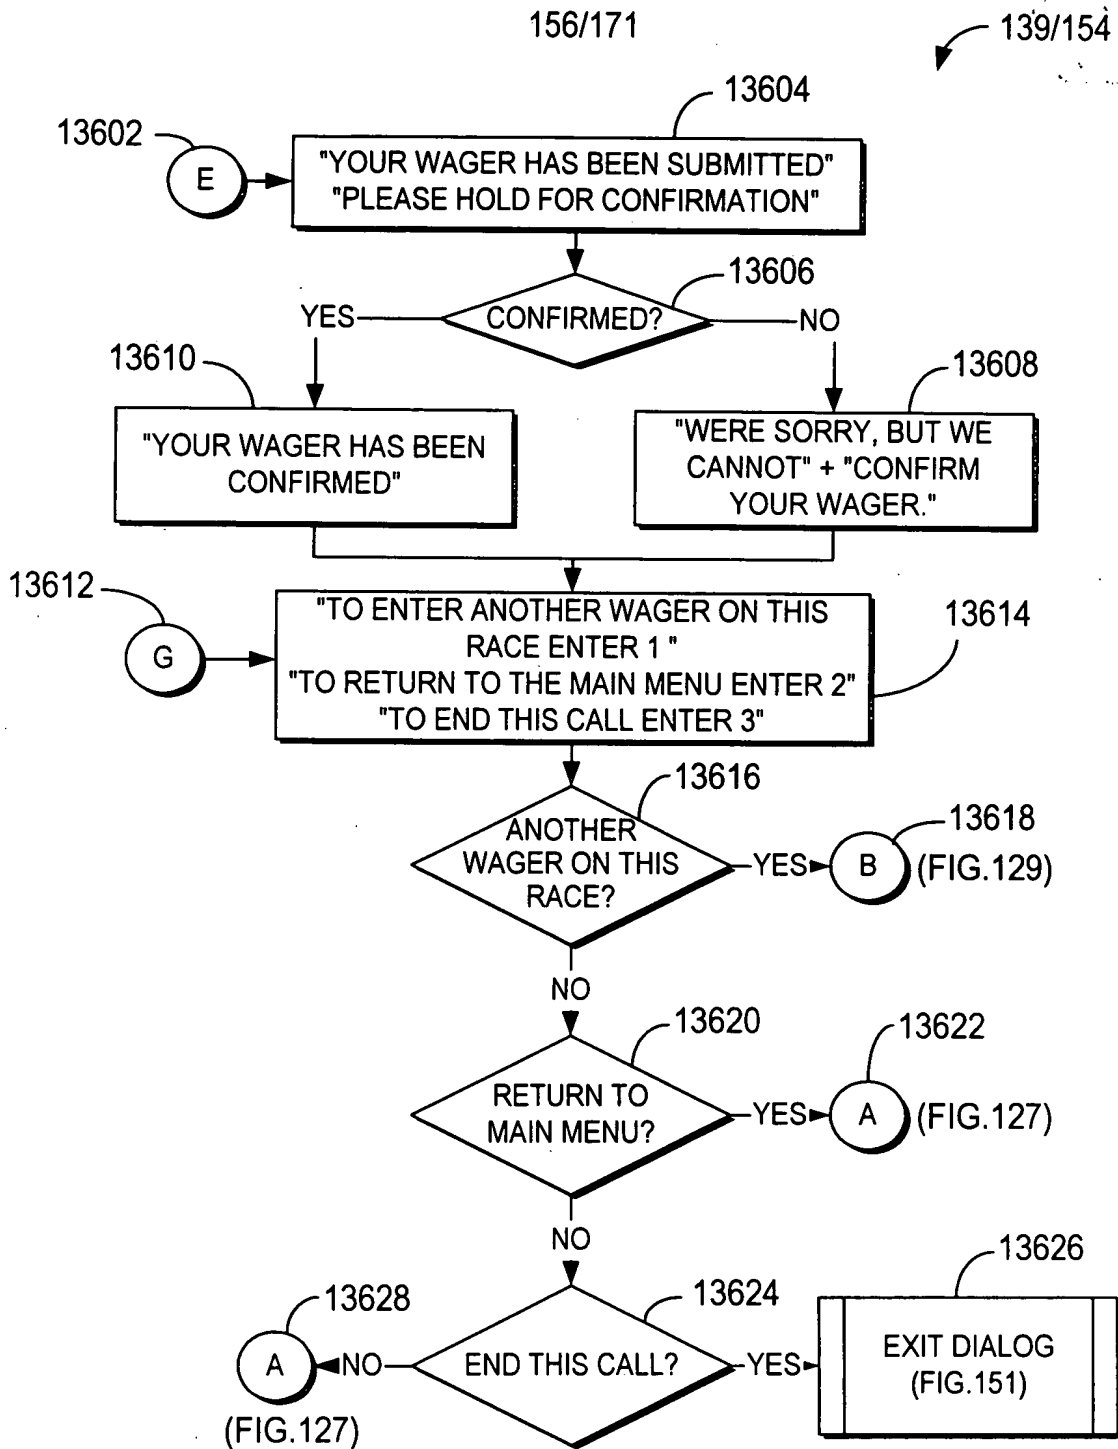 156/171
139/154
13604
13602
E
"YOUR WAGER HAS BEEN SUBMITTED"
"PLEASE HOLD FOR CONFIRMATION"
13606
YES
CONFIRMED?
NO
13610
13608
"YOUR WAGER HAS BEEN
CONFIRMED"
"WERE SORRY, BUT WE
CANNOT" + "CONFIRM
YOUR WAGER."
13612
G
"TO ENTER ANOTHER WAGER ON THIS
RACE ENTER 1 "
"TO RETURN TO THE MAIN MENU ENTER 2"
"TO END THIS CALL ENTER 3"
13614
13616
ANOTHER
WAGER ON THIS
RACE?
YES
B
13618
(FIG.129)
NO
13620
RETURN TO
MAIN MENU?
YES
A
13622
(FIG.127)
NO
13628
13624
13626
A
(FIG.127)
NO
END THIS CALL?
YES
EXIT DIALOG
(FIG.151)